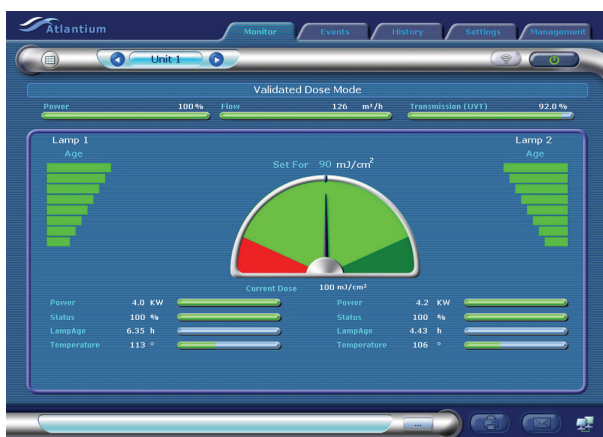 Atlantium
Monitor Events History Settings Management
Unit 1
Validated Dose Mode
Power 100 % Flow 126 m³/h Transmission (UVT) 92.0 %
Lamp 1 Lamp 2
Age Age
Set For 90 mJ/cm²
Current Dose 100 mJ/cm²
Power 4.0 KW Power 4.2 KW
Status 100 % Status 100 %
LampAge 6.35 h LampAge 4.43 h
Temperature 113 ° Temperature 106 °
...